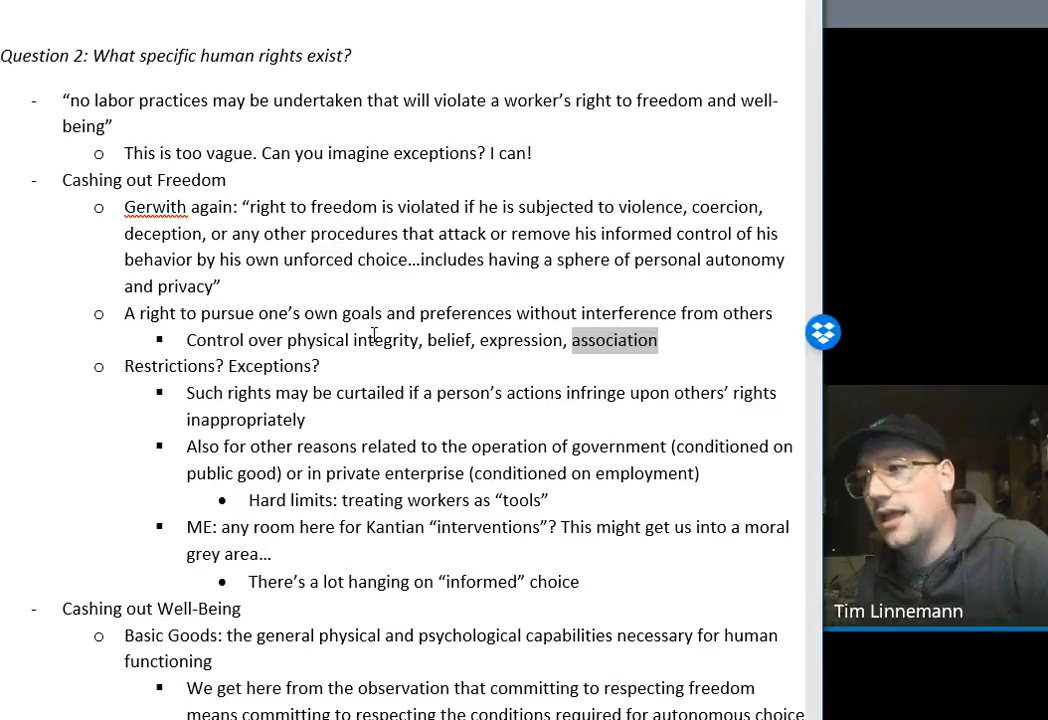 Question 2: What specific human rights exist?
- “no labor practices may be undertaken that will violate a worker’s right to freedom and well-
being”
o This is too vague. Can you imagine exceptions? I can!
- Cashing out Freedom
o Gerwith again: “right to freedom is violated if he is subjected to violence, coercion,
deception, or any other procedures that attack or remove his informed control of his
behavior by his own unforced choice…includes having a sphere of personal autonomy
and privacy”
o A right to pursue one’s own goals and preferences without interference from others
▪ Control over physical integrity, belief, expression, association
o Restrictions? Exceptions?
▪ Such rights may be curtailed if a person’s actions infringe upon others’ rights
inappropriately
▪ Also for other reasons related to the operation of government (conditioned on
public good) or in private enterprise (conditioned on employment)
• Hard limits: treating workers as “tools”
▪ ME: any room here for Kantian “interventions”? This might get us into a moral
grey area…
• There’s a lot hanging on “informed” choice
- Cashing out Well-Being
o Basic Goods: the general physical and psychological capabilities necessary for human
functioning
▪ We get here from the observation that committing to respecting freedom
means committing to respecting the conditions required for autonomous choice
Tim Linnemann